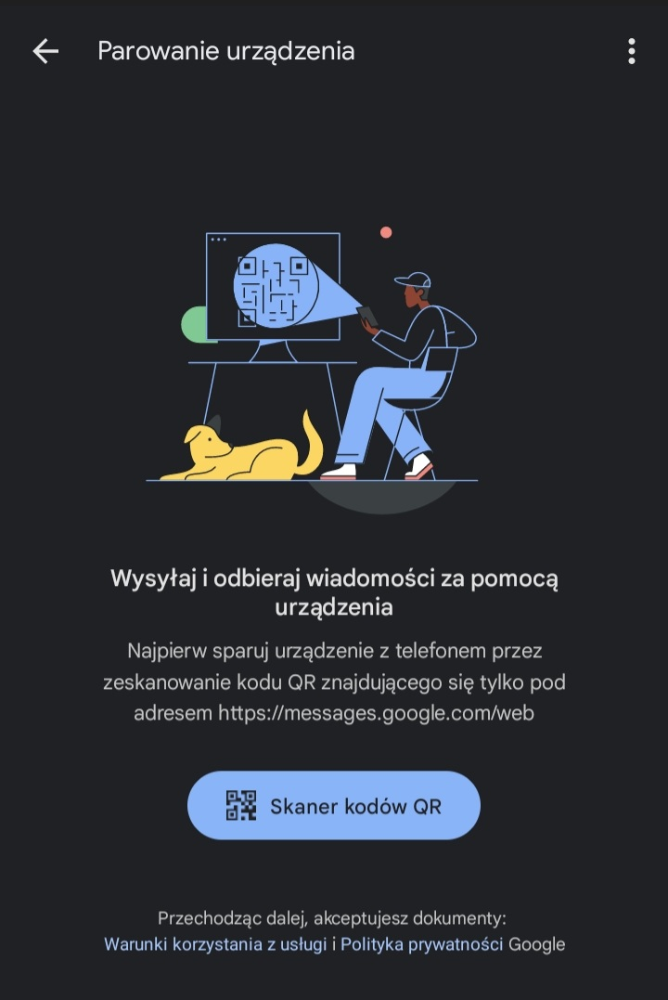 Parowanie urządzenia
Wysyłaj i odbieraj wiadomości za pomocą
urządzenia
Najpierw sparuj urządzenie z telefonem przez
zeskanowanie kodu QR znajdującego się tylko pod
adresem https://messages.google.com/web
Skaner kodów QR
Przechodząc dalej, akceptujesz dokumenty:
Warunki korzystania z usługi i Polityka prywatności Google